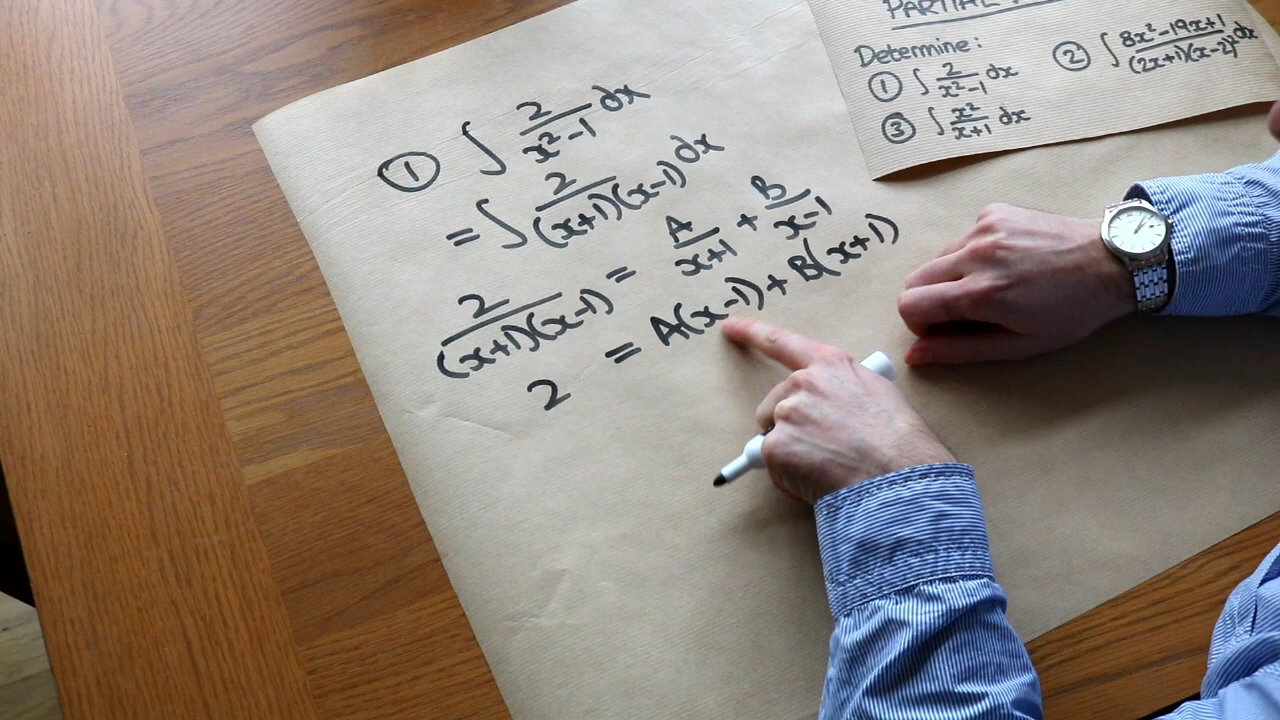 ① ∫ 2/(x²-1) dx
= ∫ 2/((x+1)(x-1)) dx
2/((x+1)(x-1)) = A/(x+1) + B/(x-1)
2 = A(x-1) + B(x+1)
PARTIAL
Determine:
① ∫ 2/(x²-1) dx
② ∫ (8x²-19x+1)/((2x+1)(x-2)²) dx
③ ∫ x²/(x+1) dx